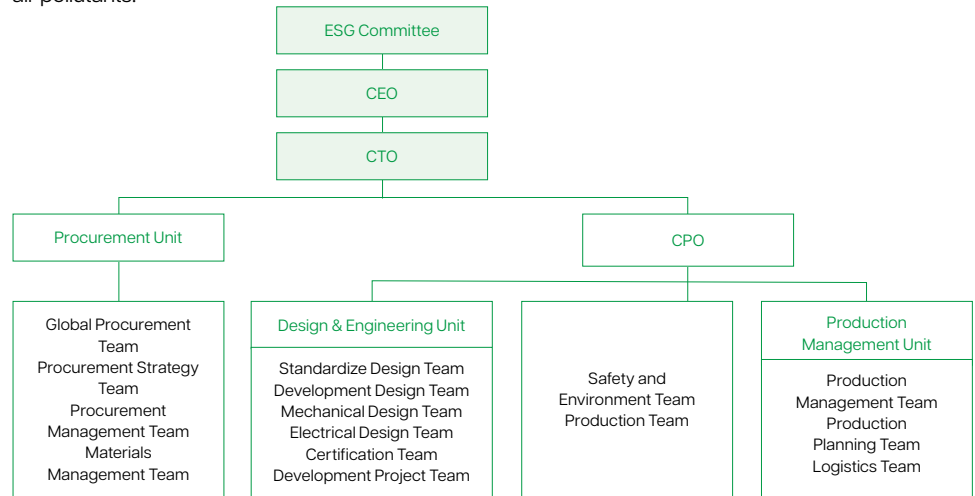 air pollutants.
ESG Committee
CEO
CTO
Procurement Unit
CPO
Global Procurement
Team
Procurement Strategy
Team
Procurement
Management Team
Materials
Management Team
Design & Engineering Unit
Standardize Design Team
Development Design Team
Mechanical Design Team
Electrical Design Team
Certification Team
Development Project Team
Safety and
Environment Team
Production Team
Production
Management Unit
Production
Management Team
Production
Planning Team
Logistics Team